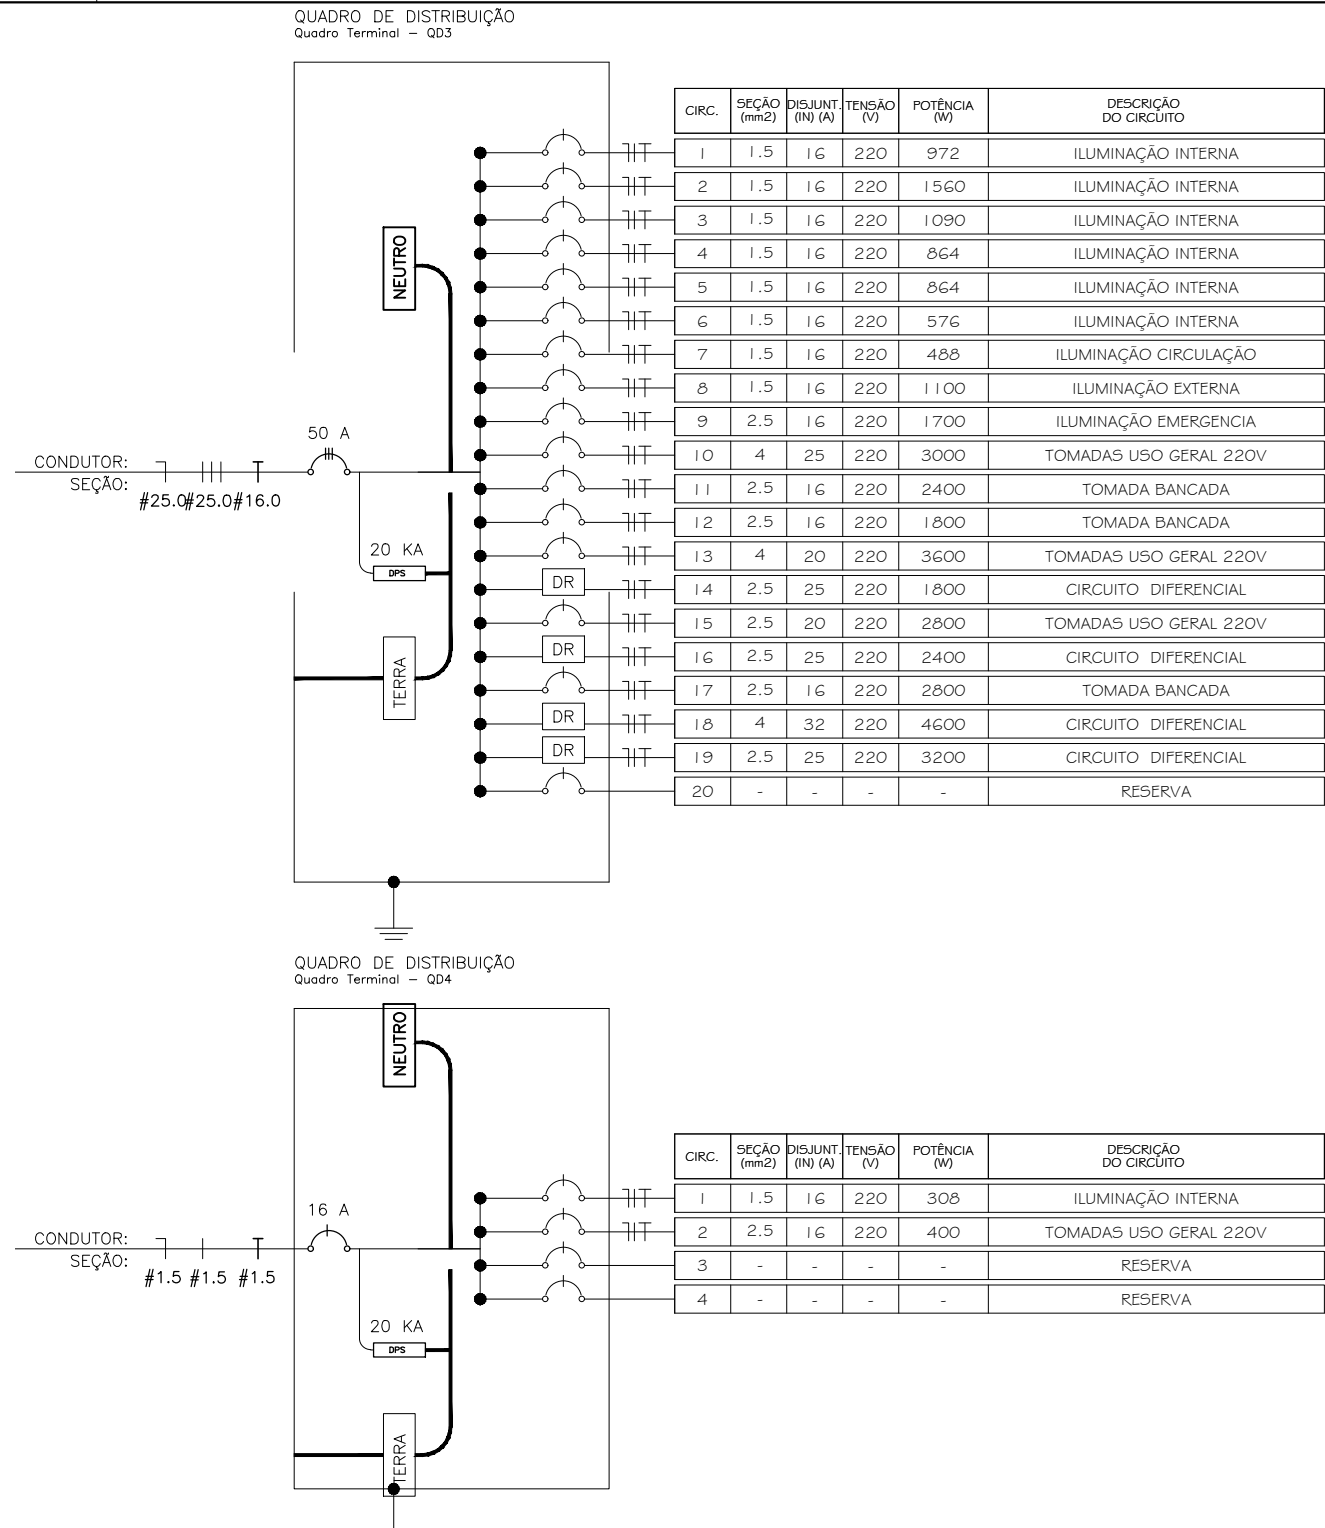 QUADRO DE DISTRIBUIÇÃO
Quadro Terminal – QD3
CIRC. SEÇÃO (mm2) DISJUNT. (IN) (A) TENSÃO (V) POTÊNCIA (W) DESCRIÇÃO DO CIRCUITO
1 1.5 16 220 972 ILUMINAÇÃO INTERNA
2 1.5 16 220 1560 ILUMINAÇÃO INTERNA
3 1.5 16 220 1090 ILUMINAÇÃO INTERNA
4 1.5 16 220 864 ILUMINAÇÃO INTERNA
5 1.5 16 220 864 ILUMINAÇÃO INTERNA
6 1.5 16 220 576 ILUMINAÇÃO INTERNA
7 1.5 16 220 488 ILUMINAÇÃO CIRCULAÇÃO
8 1.5 16 220 1100 ILUMINAÇÃO EXTERNA
9 2.5 16 220 1700 ILUMINAÇÃO EMERGENCIA
10 4 25 220 3000 TOMADAS USO GERAL 220V
11 2.5 16 220 2400 TOMADA BANCADA
12 2.5 16 220 1800 TOMADA BANCADA
13 4 20 220 3600 TOMADAS USO GERAL 220V
DR 14 2.5 25 220 1800 CIRCUITO DIFERENCIAL
15 2.5 20 220 2800 TOMADAS USO GERAL 220V
DR 16 2.5 25 220 2400 CIRCUITO DIFERENCIAL
17 2.5 16 220 2800 TOMADA BANCADA
DR 18 4 32 220 4600 CIRCUITO DIFERENCIAL
DR 19 2.5 25 220 3200 CIRCUITO DIFERENCIAL
20 - - - - RESERVA
NEUTRO
50 A
CONDUTOR:
SEÇÃO:
#25.0 #25.0 #16.0
20 KA
DPS
TERRA
QUADRO DE DISTRIBUIÇÃO
Quadro Terminal – QD4
NEUTRO
CIRC. SEÇÃO (mm2) DISJUNT. (IN) (A) TENSÃO (V) POTÊNCIA (W) DESCRIÇÃO DO CIRCUITO
1 1.5 16 220 308 ILUMINAÇÃO INTERNA
2 2.5 16 220 400 TOMADAS USO GERAL 220V
3 - - - - RESERVA
4 - - - - RESERVA
16 A
CONDUTOR:
SEÇÃO:
#1.5 #1.5 #1.5
20 KA
DPS
TERRA